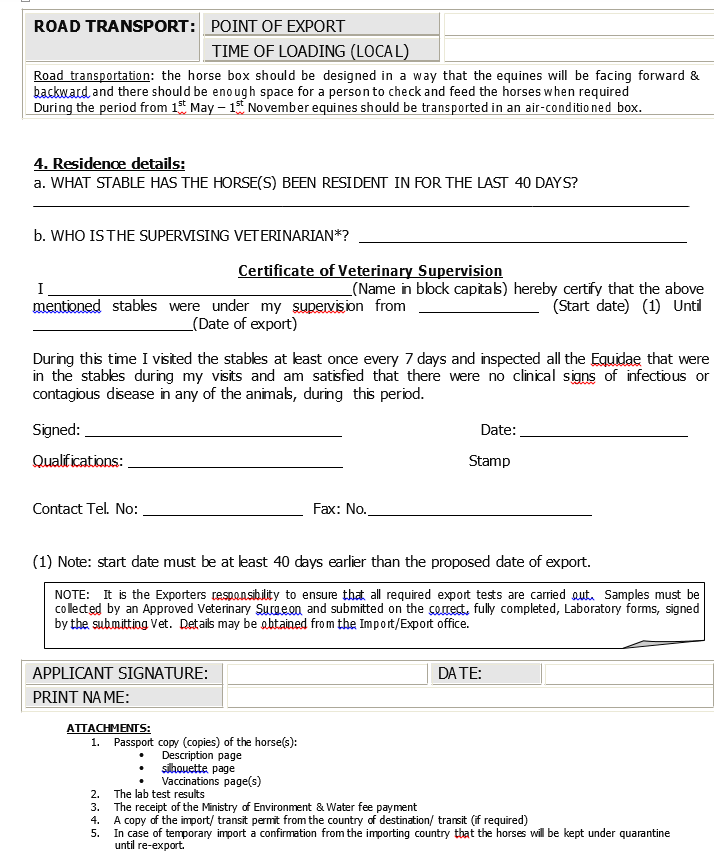 ROAD TRANSPORT: POINT OF EXPORT
TIME OF LOADING (LOCAL)
Road transportation: the horse box should be designed in a way that the equines will be facing forward &
backward and there should be enough space for a person to check and feed the horses when required
During the period from 1st May – 1st November equines should be transported in an air-conditioned box.
4. Residence details:
a. WHAT STABLE HAS THE HORSE(S) BEEN RESIDENT IN FOR THE LAST 40 DAYS?
b. WHO IS THE SUPERVISING VETERINARIAN*? ____________________
Certificate of Veterinary Supervision
I ____________________(Name in block capitals) hereby certify that the above
mentioned stables were under my supervision from ____________ (Start date) (1) Until
____________________(Date of export)
During this time I visited the stables at least once every 7 days and inspected all the Equidae that were
in the stables during my visits and am satisfied that there were no clinical signs of infectious or
contagious disease in any of the animals, during this period.
Signed: ____________________ Date: ____________________
Qualifications: ____________________ Stamp
Contact Tel. No: ____________________ Fax: No.____________________
(1) Note: start date must be at least 40 days earlier than the proposed date of export.
NOTE: It is the Exporters responsibility to ensure that all required export tests are carried out. Samples must be
collected by an Approved Veterinary Surgeon and submitted on the correct, fully completed, Laboratory forms, signed
by the submitting Vet. Details may be obtained from the Import/Export office.
APPLICANT SIGNATURE: DATE:
PRINT NAME:
ATTACHMENTS:
1. Passport copy (copies) of the horse(s):
• Description page
• silhouette page
• Vaccinations page(s)
2. The lab test results
3. The receipt of the Ministry of Environment & Water fee payment
4. A copy of the import/ transit permit from the country of destination/ transit (if required)
5. In case of temporary import a confirmation from the importing country that the horses will be kept under quarantine
until re-export.